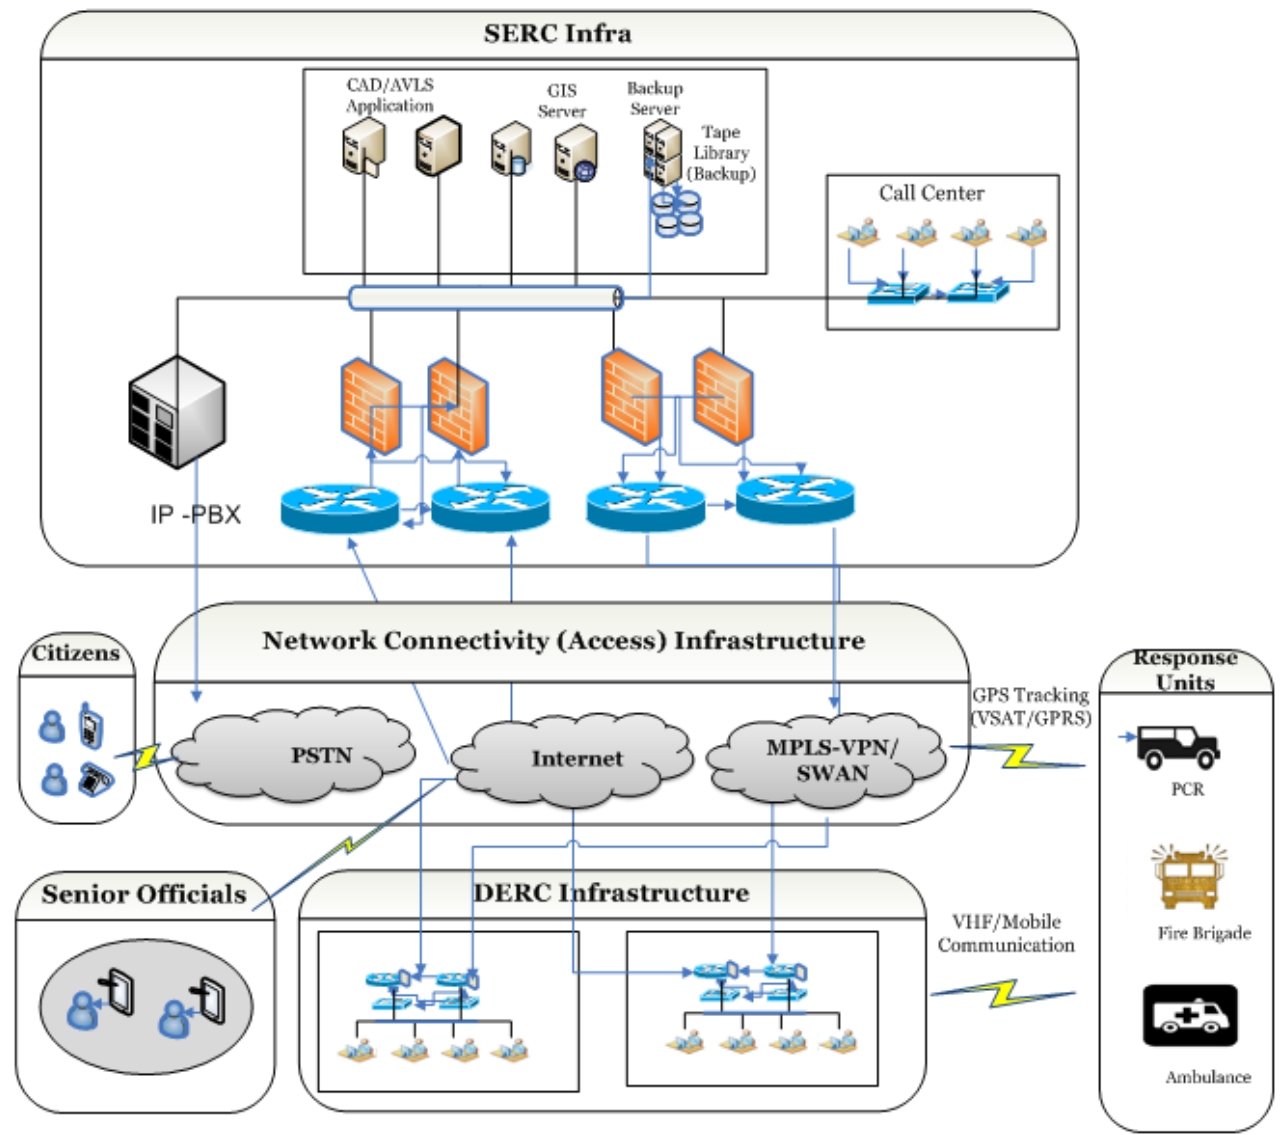 SERC Infra
CAD/AVLS
Application
GIS
Server
Backup
Server
Tape
Library
(Backup)
Call Center
IP -PBX
Network Connectivity (Access) Infrastructure
Citizens
PSTN
Internet
MPLS-VPN/
SWAN
GPS Tracking
(VSAT/GPRS)
Response
Units
PCR
Fire Brigade
Ambulance
Senior Officials
DERC Infrastructure
VHF/Mobile
Communication